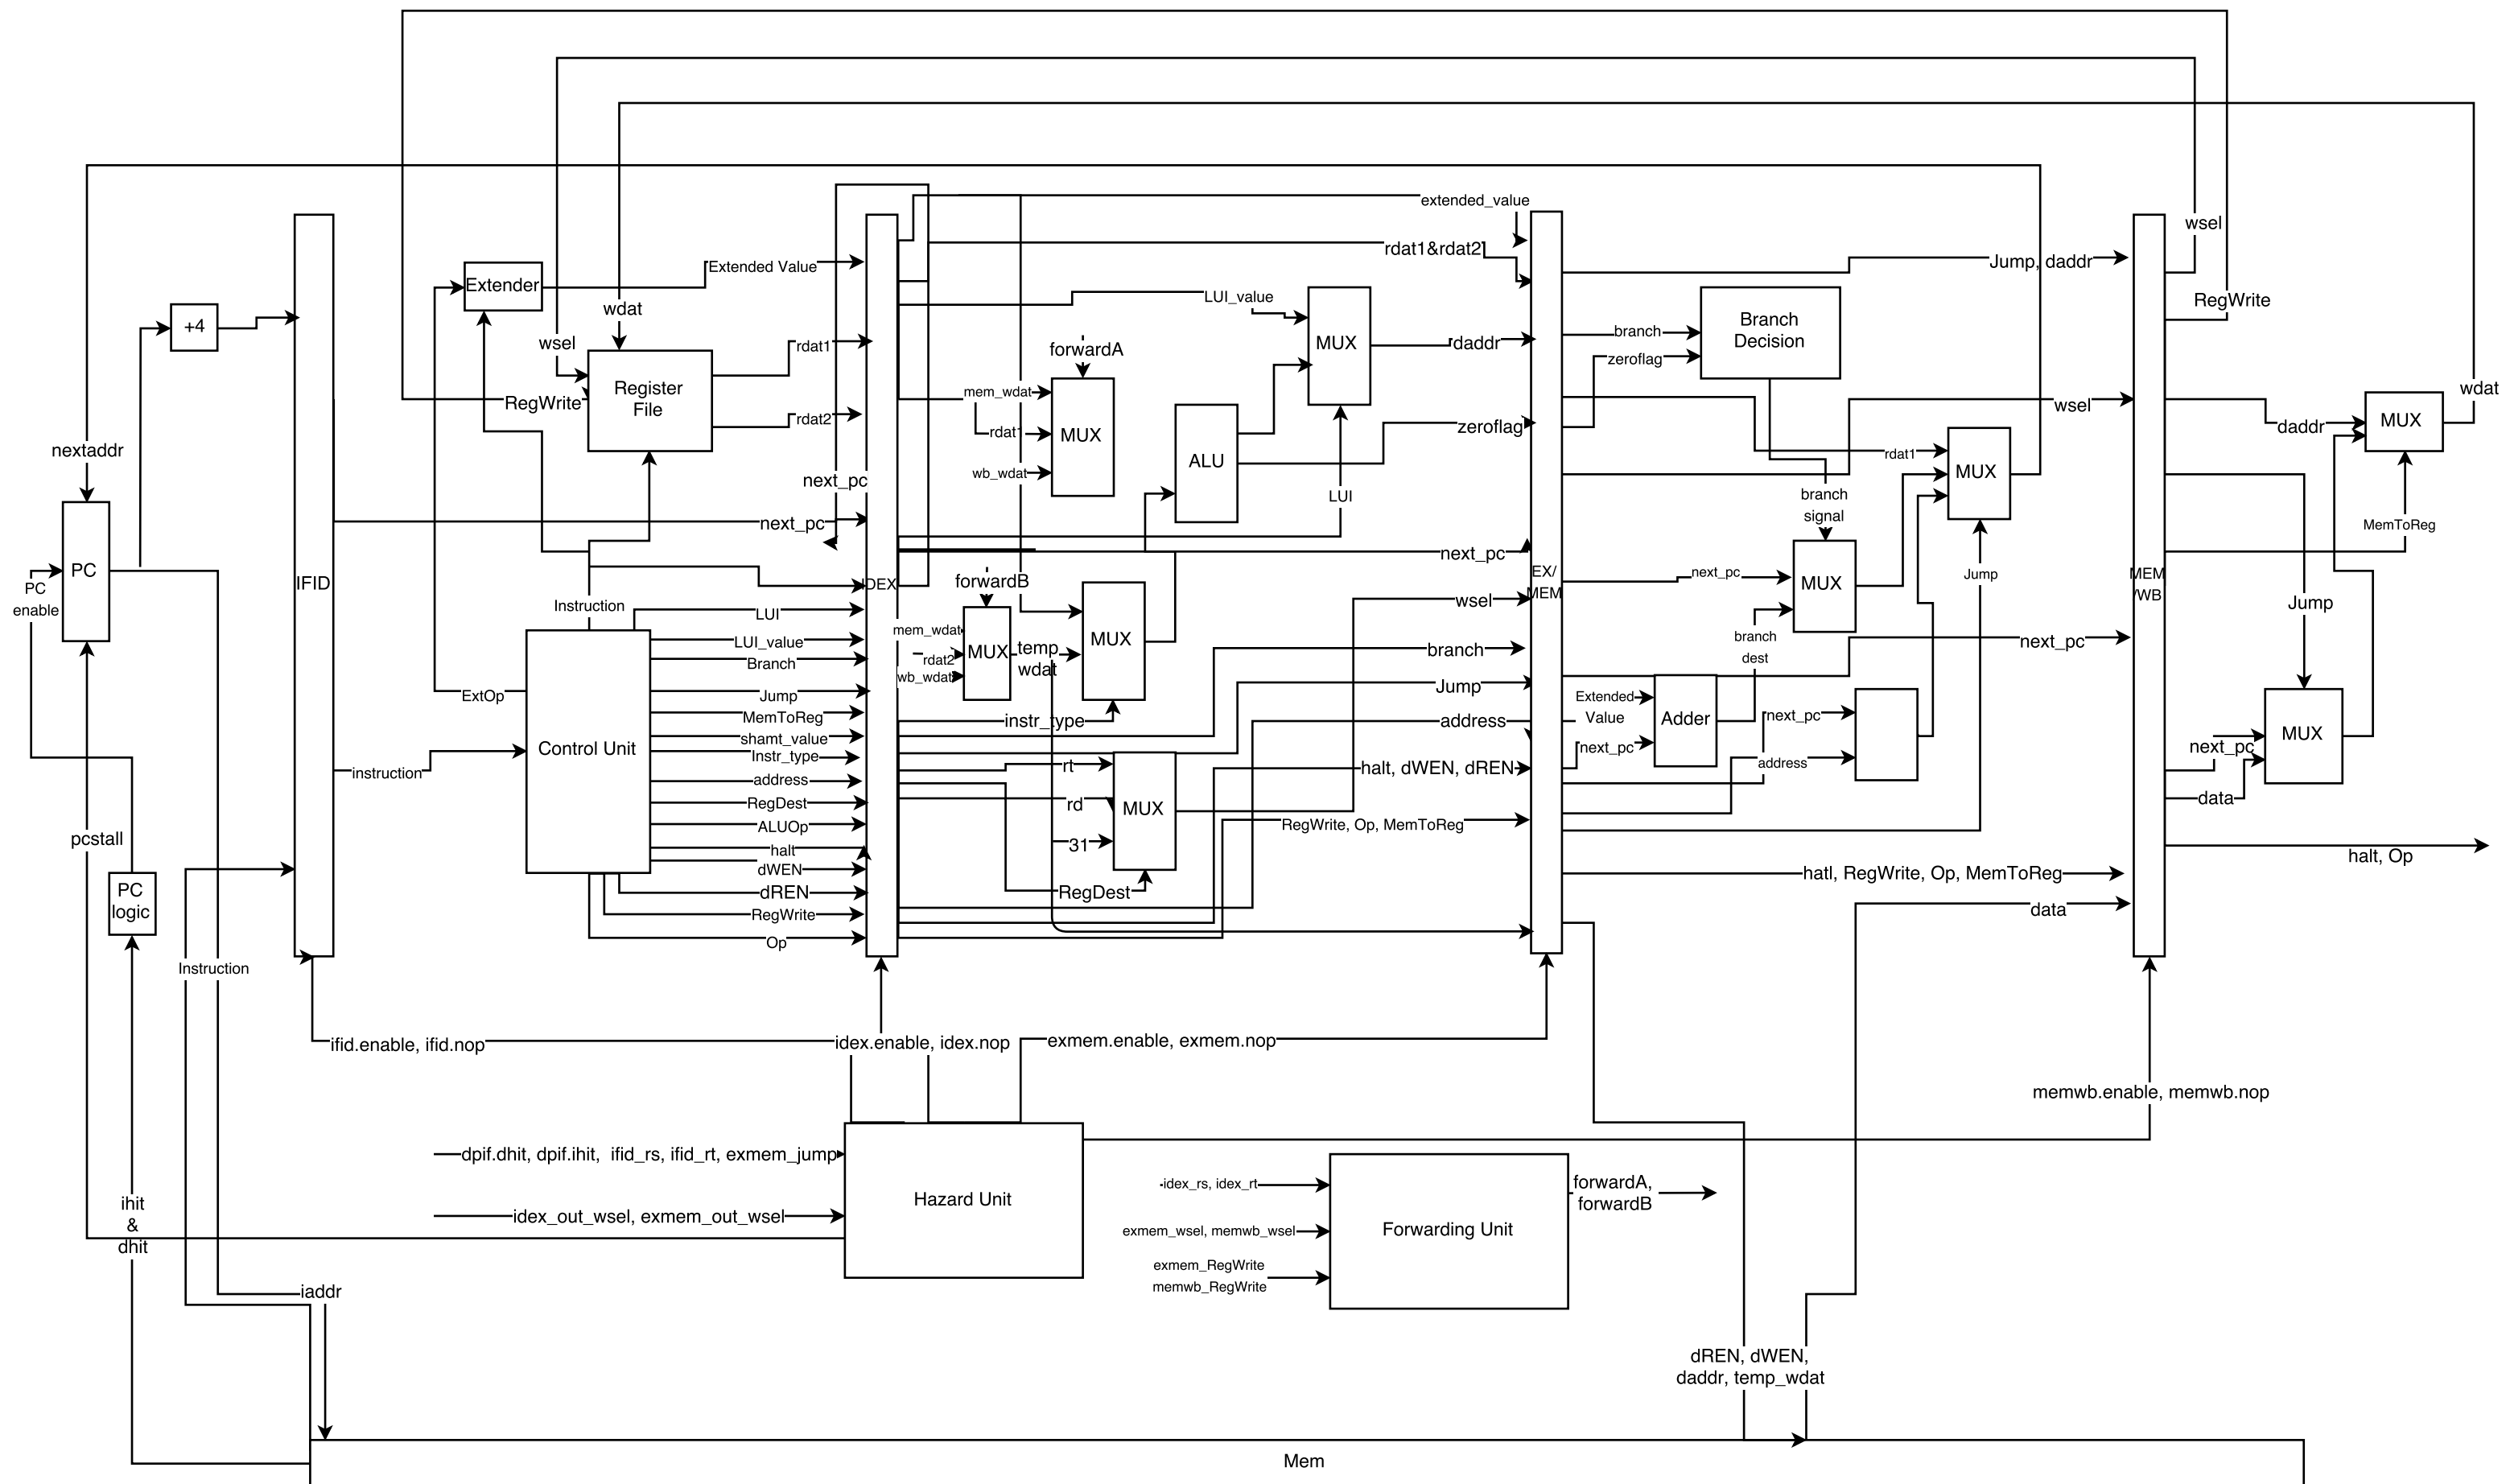 extended_value
wsel
rdat1&rdat2
Jump, daddr
Extended Value
Extender
LUI_value
RegWrite
wdat
+4
Branch
Decision
branch
wsel
rdat1
MUX
daddr
forwardA
zeroflag
Register
File
mem_wdat
wdat
RegWrite
wsel
MUX
rdat2
zeroflag
daddr
rdat1
MUX
nextaddr
rdat1
ALU
MUX
wb_wdat
next_pc
LUI
branch
signal
next_pc
MemToReg
next_pc
PC
PC
enable
IFID
IDEX
forwardB
EX/
MEM
next_pc
MUX
Jump
MEM
/WB
Instruction
LUI
wsel
Jump
mem_wdat
MUX
LUI_value
branch
dest
next_pc
Branch
rdat2
MUX
temp
wdat
branch
wb_wdat
ExtOp
Jump
Jump
Extended
Value
MemToReg
instr_type
address
Adder
next_pc
shamt_value
MUX
Control Unit
Instr_type
next_pc
next_pc
rt
halt, dWEN, dREN
address
instruction
address
RegDest
rd
MUX
data
ALUOp
RegWrite, Op, MemToReg
pcstall
halt
31
halt, Op
dWEN
hatl, RegWrite, Op, MemToReg
PC
logic
dREN
RegDest
RegWrite
data
Op
Instruction
ifid.enable, ifid.nop
idex.enable, idex.nop
exmem.enable, exmem.nop
memwb.enable, memwb.nop
dpif.dhit, dpif.ihit,  ifid_rs, ifid_rt, exmem_jump
idex_rs, idex_rt
forwardA,
forwardB
Hazard Unit
ihit
&
dhit
idex_out_wsel, exmem_out_wsel
exmem_wsel, memwb_wsel
Forwarding Unit
exmem_RegWrite
memwb_RegWrite
iaddr
dREN, dWEN,
daddr, temp_wdat
Mem